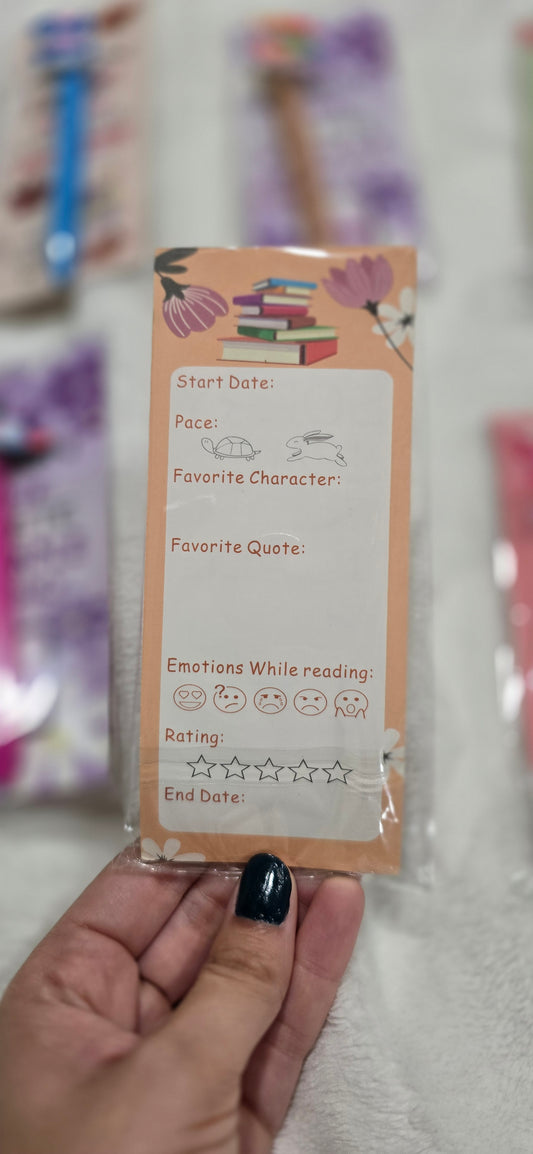 Start Date:
Pace:
Favorite Character:
Favorite Quote:
Emotions While reading:
?
Rating:
End Date: